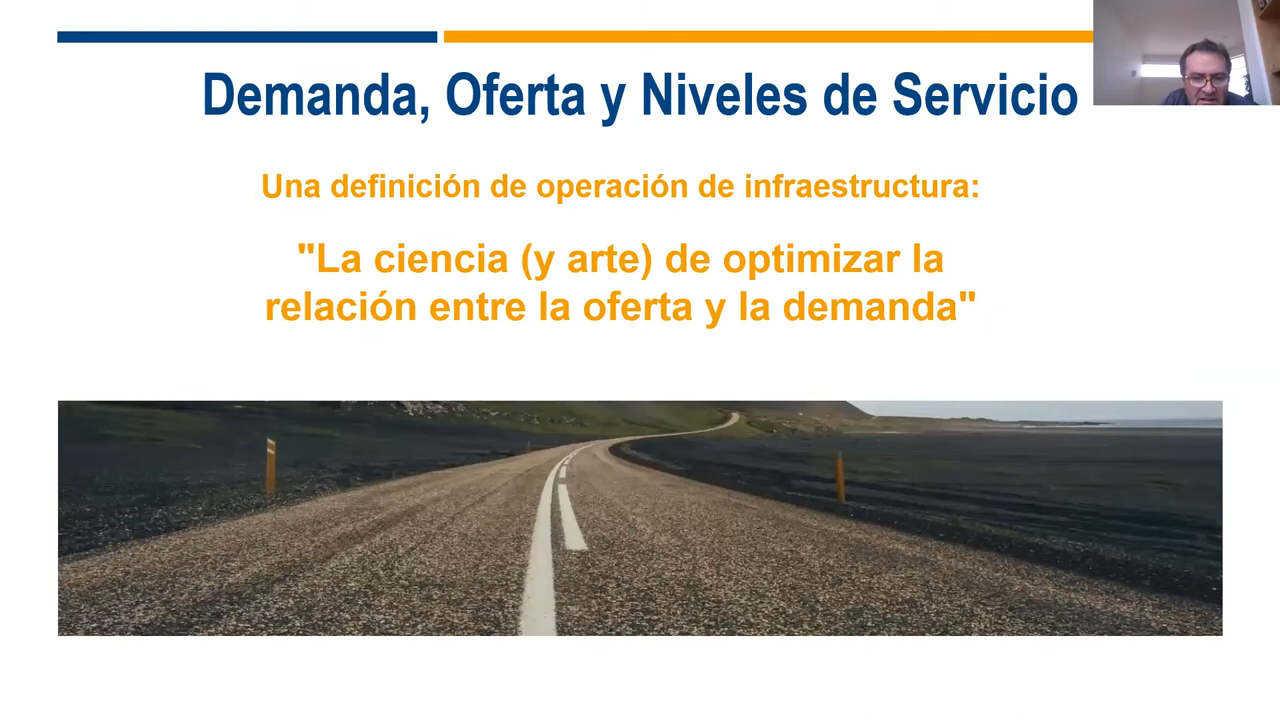 Demanda, Oferta y Niveles de Servicio
Una definición de operación de infraestructura:
"La ciencia (y arte) de optimizar la
relación entre la oferta y la demanda"